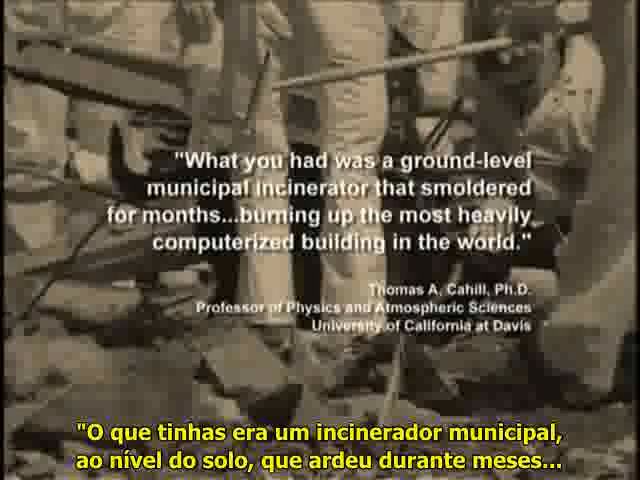 "What you had was a ground-level
municipal incinerator that smoldered
for months...burning up the most heavily
computerized building in the world."
Thomas A. Cahill, Ph.D.
Professor of Physics and Atmospheric Sciences
University of California at Davis
"O que tinhas era um incinerador municipal,
ao nível do solo, que ardeu durante meses...